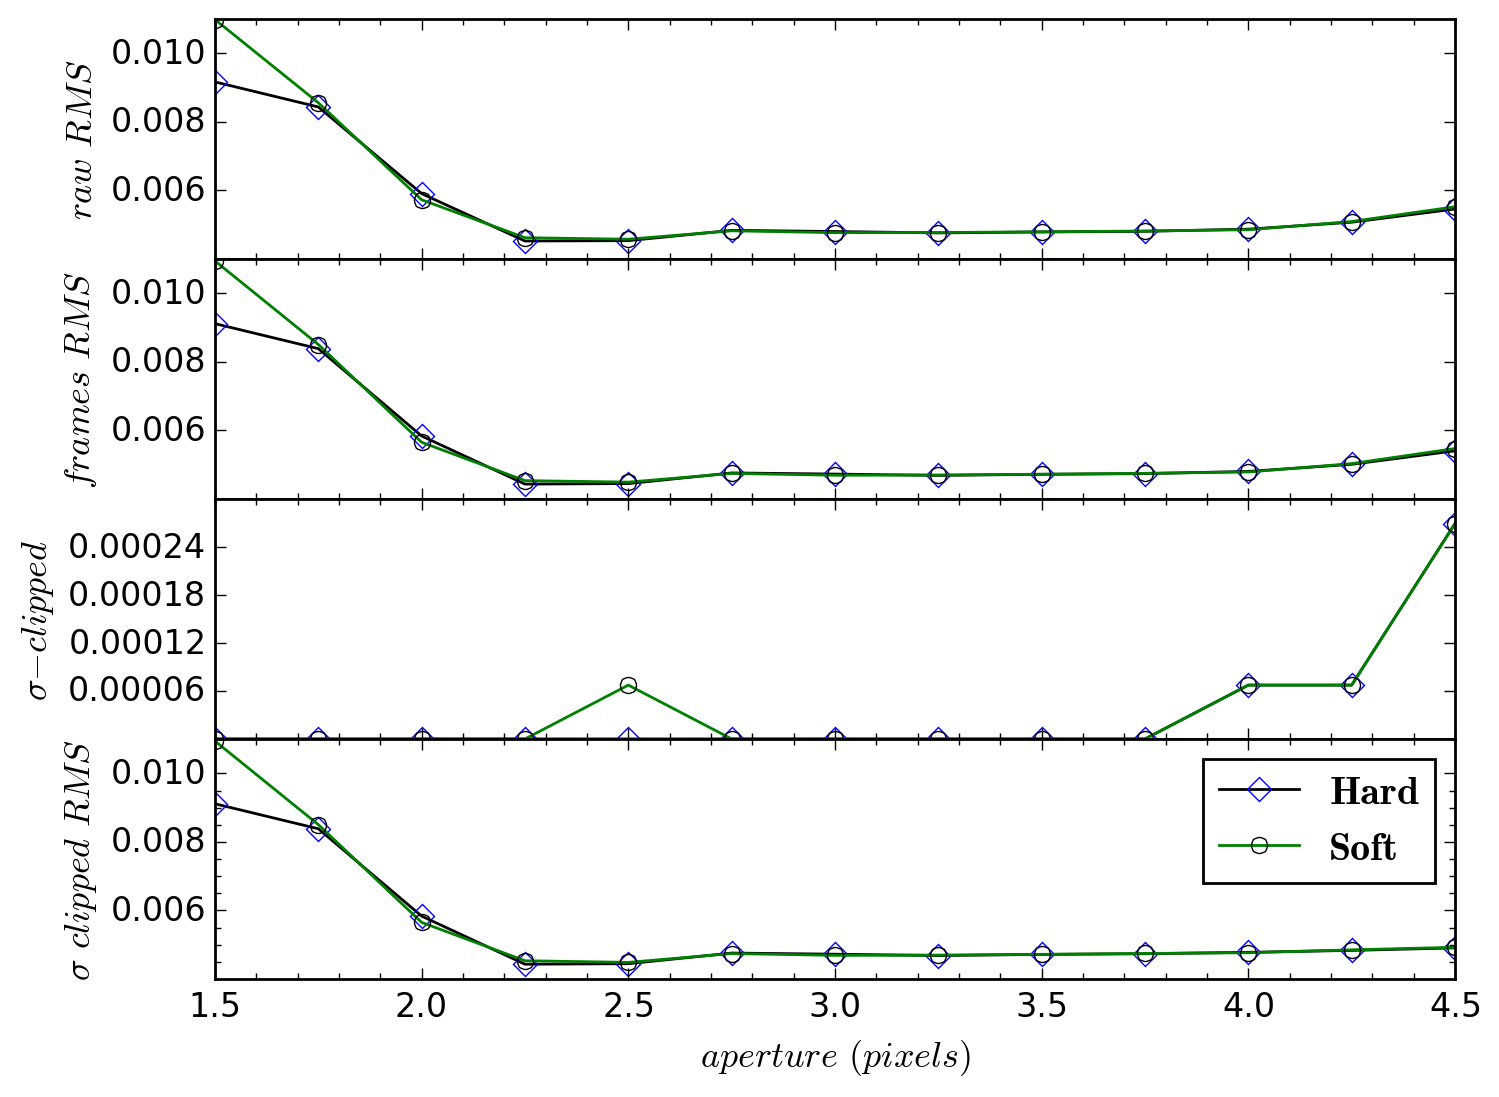 raw RMS
0.010
0.008
0.006
frames RMS
0.010
0.008
0.006
σ−clipped
0.00024
0.00018
0.00012
0.00006
σ clipped RMS
0.010
0.008
0.006
Hard
Soft
1.5 2.0 2.5 3.0 3.5 4.0 4.5
aperture (pixels)